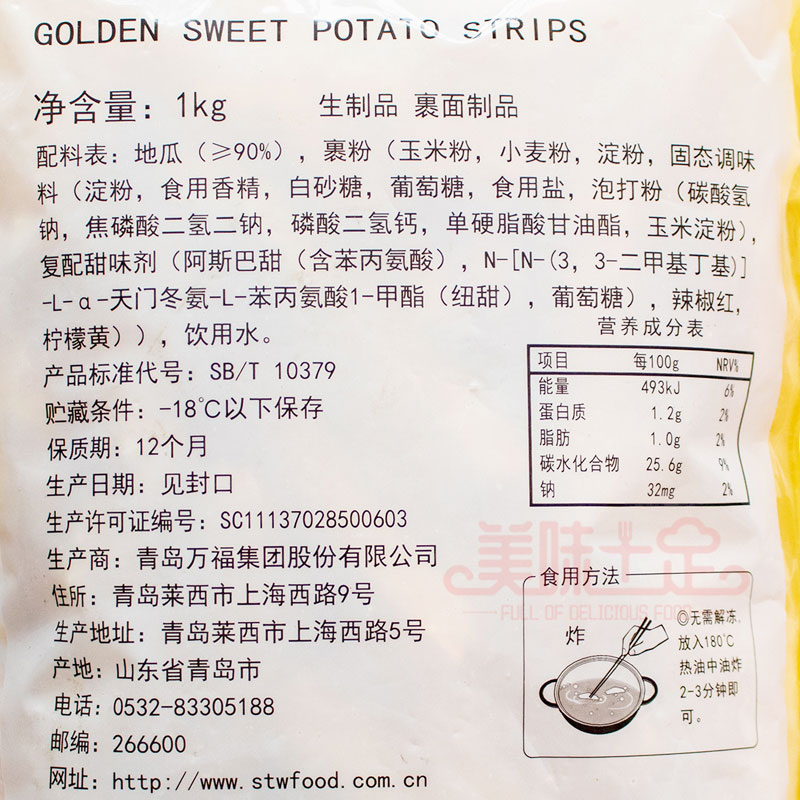 GOLDEN SWEET POTATO STRIPS
净含量：1kg 生制品 裹面制品
配料表：地瓜（≥90%），裹粉（玉米粉，小麦粉，淀粉，固态调味
料（淀粉，食用香精，白砂糖，葡萄糖，食用盐，泡打粉（碳酸氢
钠，焦磷酸二氢二钠，磷酸二氢钙，单硬脂酸甘油酯，玉米淀粉），
复配甜味剂（阿斯巴甜（含苯丙氨酸），N-[N-(3，3-二甲基丁基)]
-L-α-天门冬氨-L-苯丙氨酸1-甲酯（纽甜），葡萄糖），辣椒红，
柠檬黄）），饮用水。
产品标准代号：SB/T 10379
贮藏条件：-18℃以下保存
保质期：12个月
生产日期：见封口
生产许可证编号：SC11137028500603
生产商：青岛万福集团股份有限公司
住所：青岛莱西市上海西路9号
生产地址：青岛莱西市上海西路5号
产地：山东省青岛市
电话：0532-83305188
邮编：266600
网址：http://www.stwfood.com.cn
营养成分表
项目 每100g NRV%
能量 493kJ 6%
蛋白质 1.2g 2%
脂肪 1.0g 2%
碳水化合物 25.6g 9%
钠 32mg 2%
美味十足
FULL OF DELICIOUS FOOD
食用方法
炸
◎无需解冻，
放入180℃
热油中油炸
2-3分钟即
可。